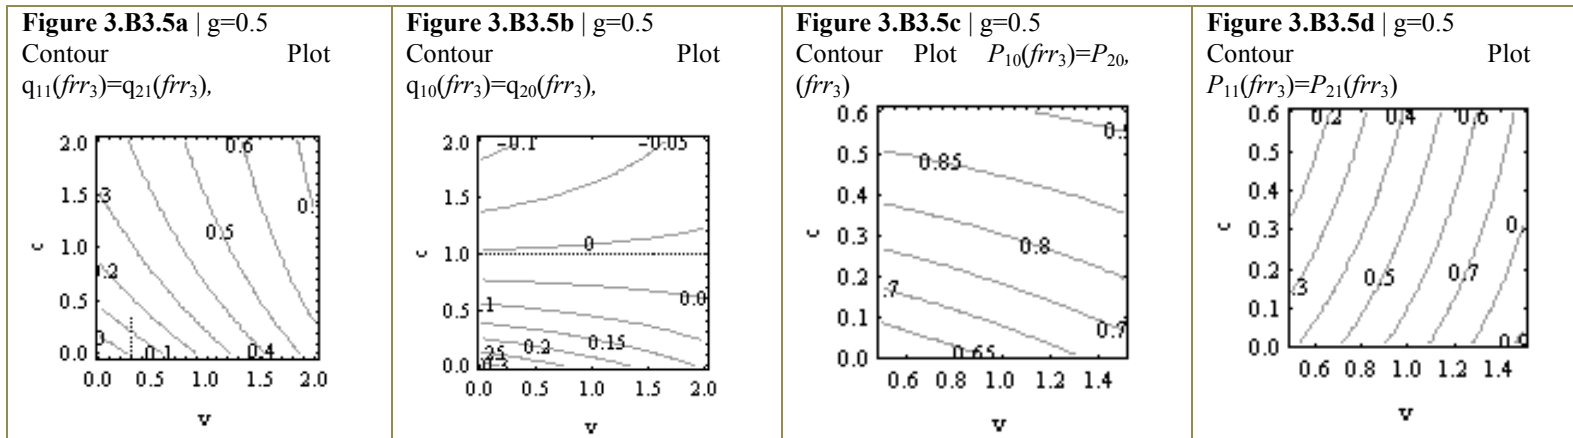 Figure 3.B3.5a | g=0.5
Contour Plot
q₁₁(frr₃)=q₂₁(frr₃),
2.0
1.5
1.0
0.5
0.0
c
0.6
0.5
0.2
0.1
0.4
0.0 0.5 1.0 1.5 2.0
v
Figure 3.B3.5b | g=0.5
Contour Plot
q₁₀(frr₃)=q₂₀(frr₃),
2.0
1.5
1.0
0.5
0.0
c
-0.1
-0.05
0
0.15
0.2
0.0 0.5 1.0 1.5 2.0
v
Figure 3.B3.5c | g=0.5
Contour Plot P₁₀(frr₃)=P₂₀,
(frr₃)
0.6
0.5
0.4
0.3
0.2
0.1
0.0
c
0.85
0.8
0.65
0.6 0.8 1.0 1.2 1.4
v
Figure 3.B3.5d | g=0.5
Contour Plot
P₁₁(frr₃)=P₂₁(frr₃)
0.6
0.5
0.4
0.3
0.2
0.1
0.0
c
0.2
0.4
0.6
0.5
0.7
0.6 0.8 1.0 1.2 1.4
v